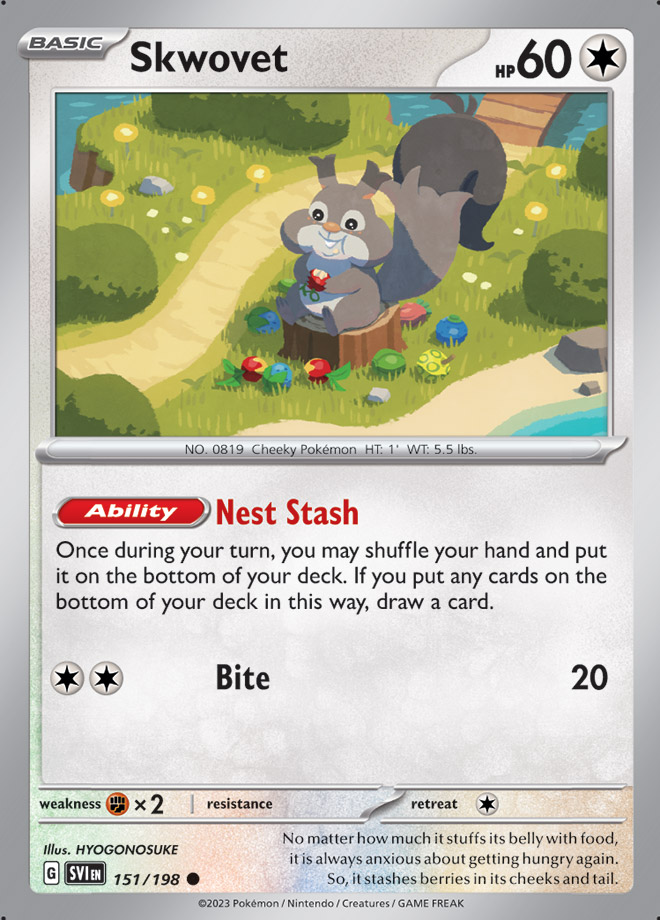 BASIC Skwovet HP 60
NO. 0819 Cheeky Pokémon HT: 1' WT: 5.5 lbs.
Ability Nest Stash
Once during your turn, you may shuffle your hand and put
it on the bottom of your deck. If you put any cards on the
bottom of your deck in this way, draw a card.
Bite 20
weakness ×2 resistance retreat
Illus. HYOGONOSUKE
G SVI EN 151/198
No matter how much it stuffs its belly with food,
it is always anxious about getting hungry again.
So, it stashes berries in its cheeks and tail.
©2023 Pokémon / Nintendo / Creatures / GAME FREAK